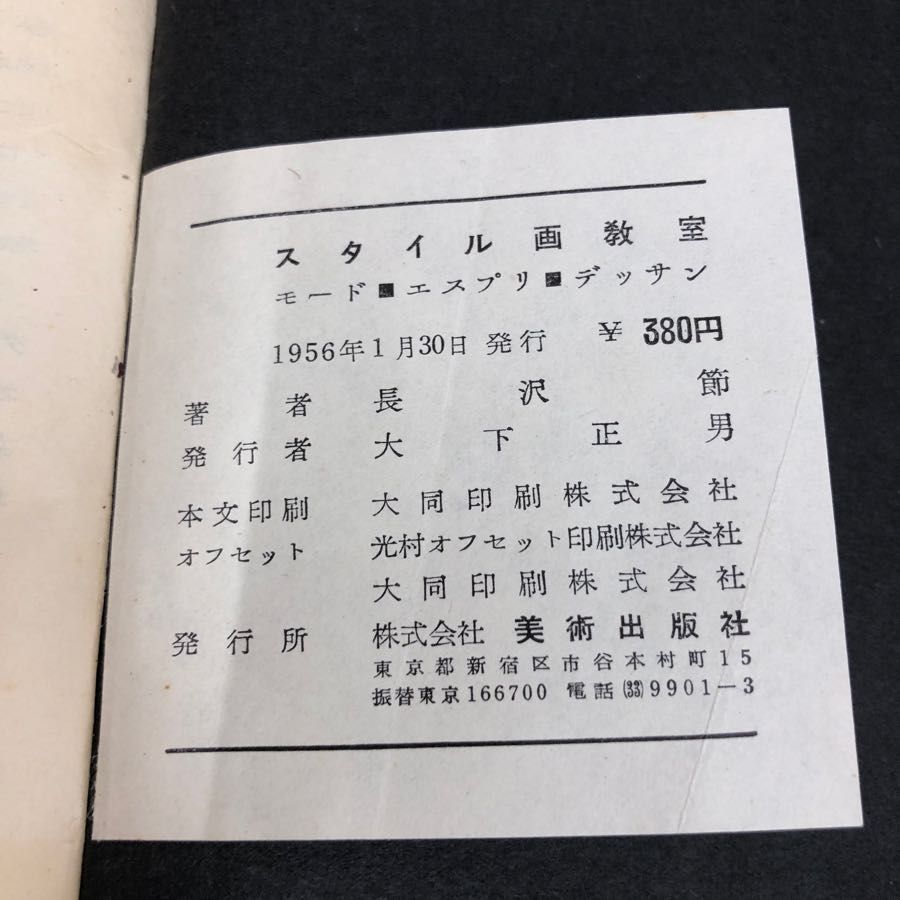 スタイル画教室
モード■エスプリ■デッサン
1956年1月30日 発行 ¥ 380円
著者 長沢節
発行者 大下正男
本文印刷 大同印刷株式会社
オフセット 光村オフセット印刷株式会社
大同印刷株式会社
発行所 株式会社 美術出版社
東京都新宿区市谷本村町15
振替東京166700 電話(33)9901―3